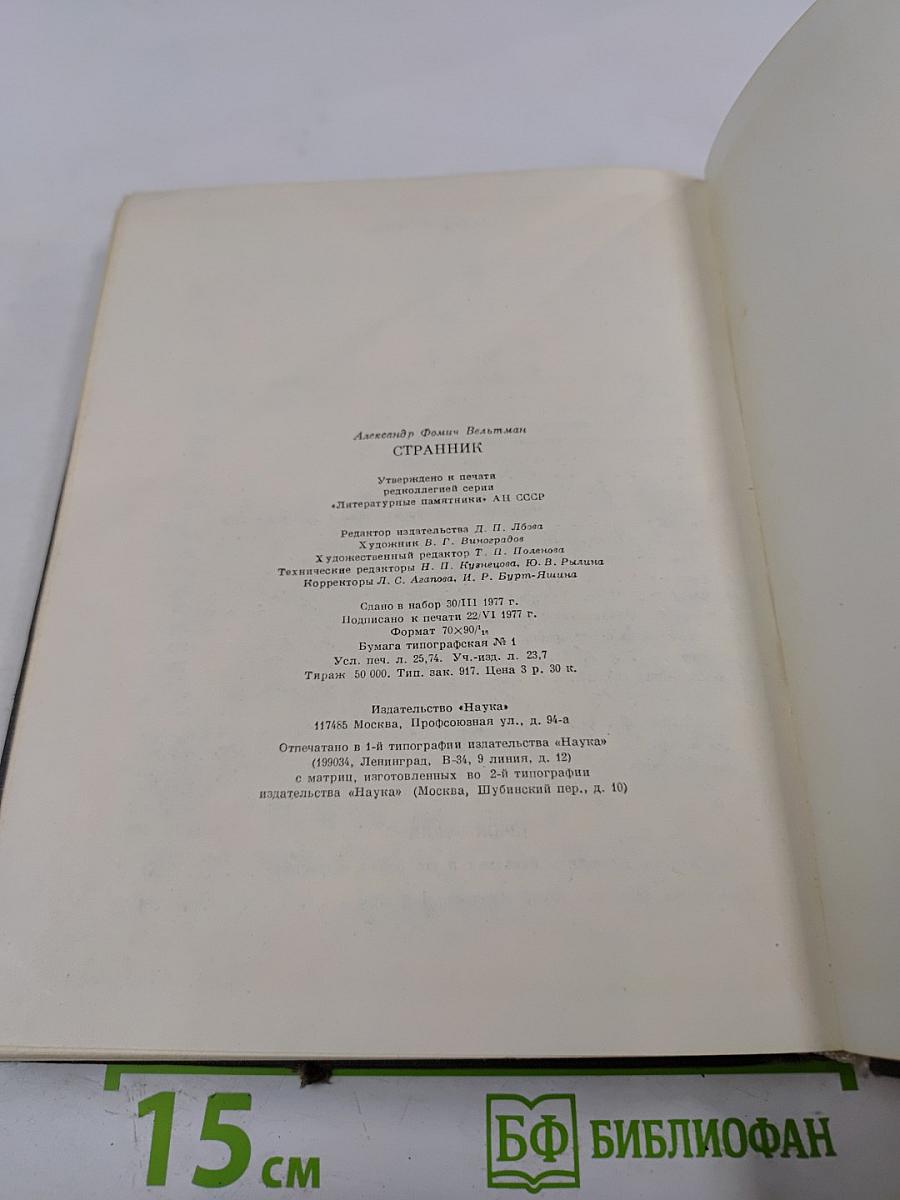 Александр Фомич Вельтман
СТРАННИК
Утверждено к печати
редколлегией серии
«Литературные памятники» АН СССР
Редактор издательства Л. П. Лбова
Художник В. Г. Виноградов
Художественный редактор Т. П. Поленова
Технические редакторы Н. П. Кузнецова, Ю. В. Рылина
Корректоры Л. С. Агапова, И. Р. Бурт-Яшина
Сдано в набор 30/III 1977 г.
Подписано к печати 22/VI 1977 г.
Формат 70×90/¹₁₆
Бумага типографская № 1
Усл. печ. л. 25,74. Уч.-изд. л. 23,7
Тираж 50 000. Тип. зак. 917. Цена 3 р. 30 к.
Издательство «Наука»
117485 Москва, Профсоюзная ул., д. 94-а
Отпечатано в 1-й типографии издательства «Наука»
(199034, Ленинград, В-34, 9 линия, д. 12)
с матриц, изготовленных во 2-й типографии
издательства «Наука» (Москва, Шубинский пер., д. 10)
15 см
БФ БИБЛИОФАН